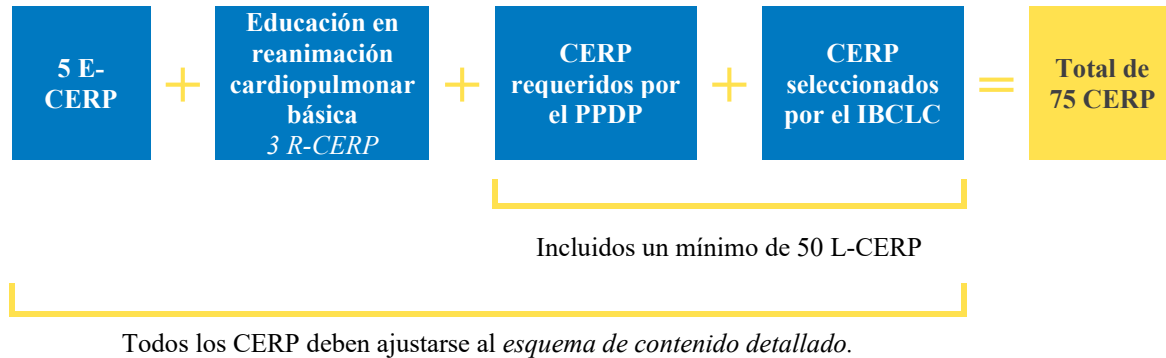 5 E-
CERP
+
Educación en
reanimación
cardiopulmonar
básica
3 R-CERP
+
CERP
requeridos por
el PPDP
+
CERP
seleccionados
por el IBCLC
=
Total de
75 CERP
Incluidos un mínimo de 50 L-CERP
Todos los CERP deben ajustarse al esquema de contenido detallado.